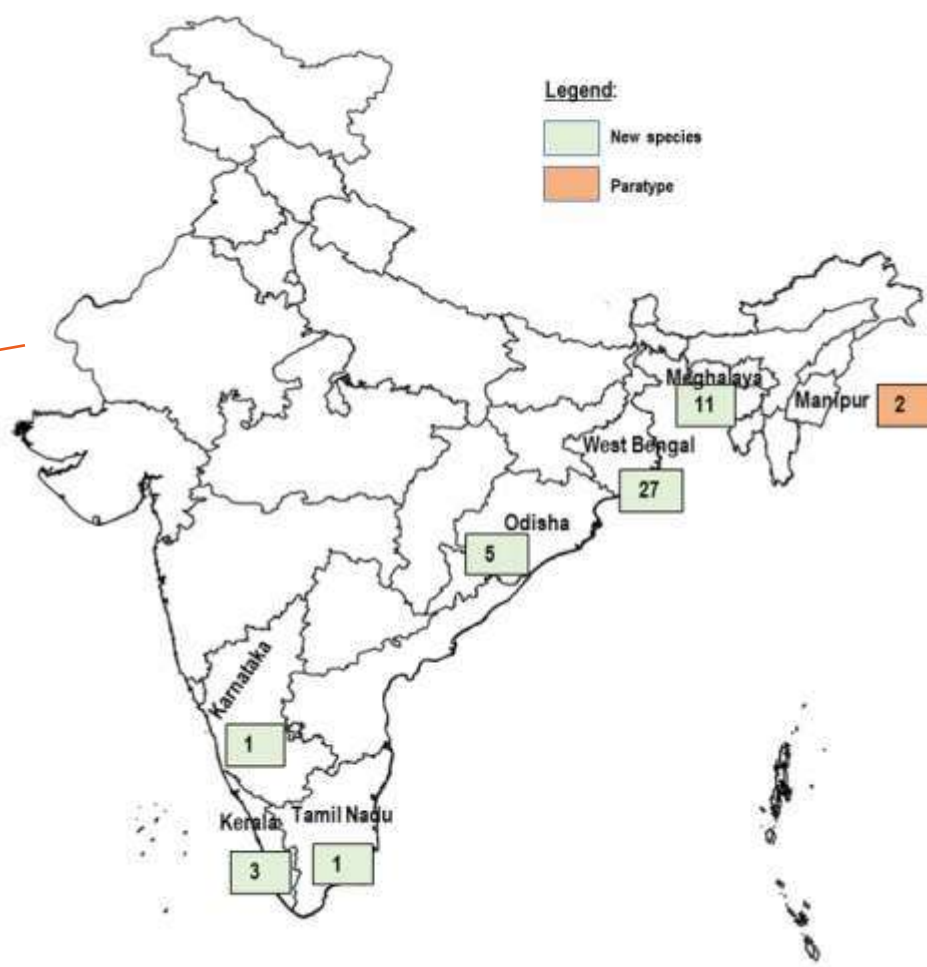 Legend:
New species
Paratype
Meghalaya
11
Manipur
2
West Bengal
27
Odisha
5
Karnataka
1
Kerala
3
Tamil Nadu
1